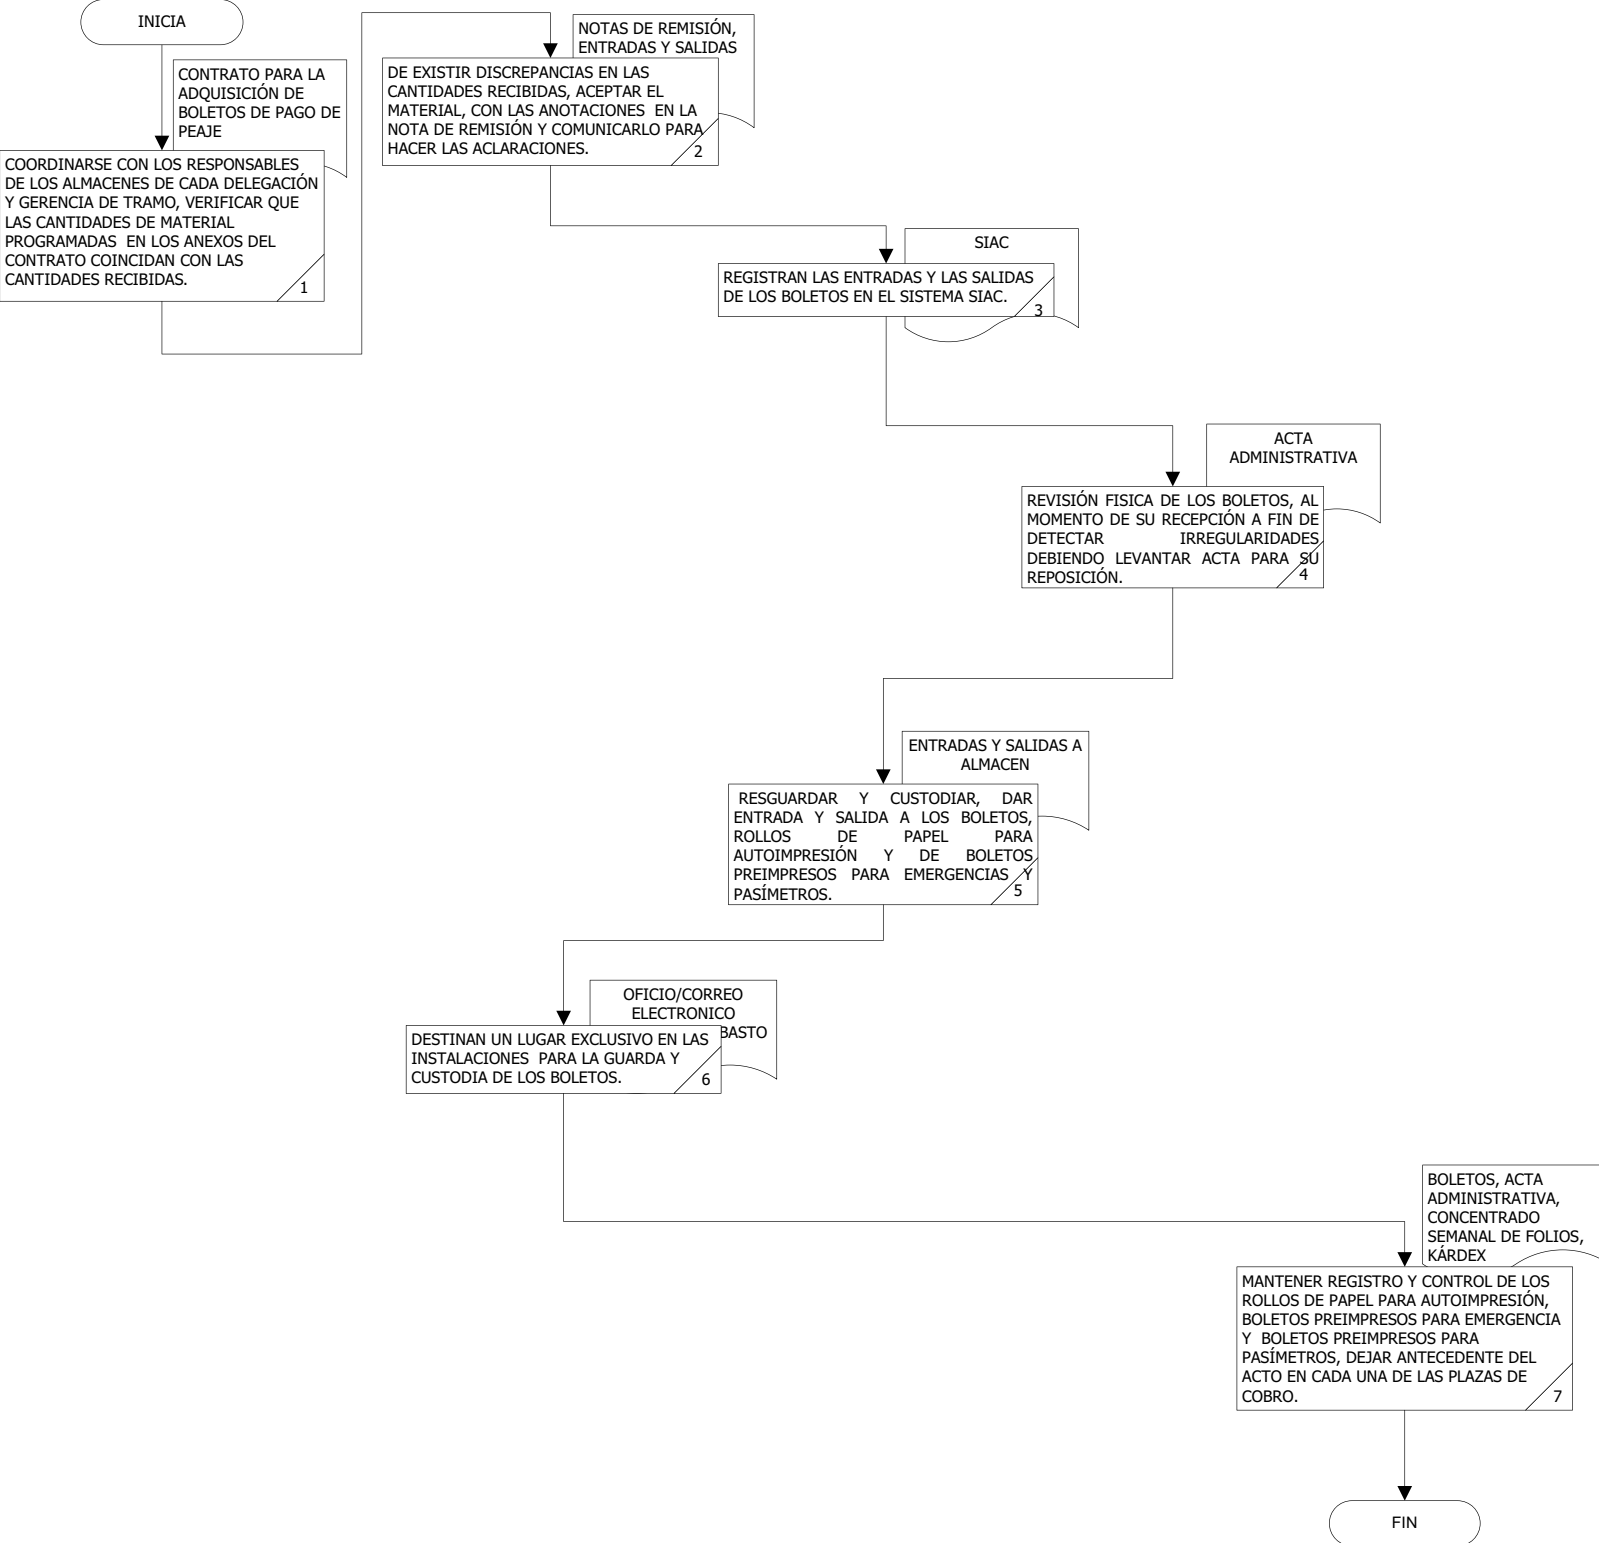 INICIA
CONTRATO PARA LA
ADQUISICIÓN DE
BOLETOS DE PAGO DE
PEAJE
COORDINARSE CON LOS RESPONSABLES
DE LOS ALMACENES DE CADA DELEGACIÓN
Y GERENCIA DE TRAMO, VERIFICAR QUE
LAS CANTIDADES DE MATERIAL
PROGRAMADAS EN LOS ANEXOS DEL
CONTRATO COINCIDAN CON LAS
CANTIDADES RECIBIDAS.
1
NOTAS DE REMISIÓN,
ENTRADAS Y SALIDAS
DE EXISTIR DISCREPANCIAS EN LAS
CANTIDADES RECIBIDAS, ACEPTAR EL
MATERIAL, CON LAS ANOTACIONES EN LA
NOTA DE REMISIÓN Y COMUNICARLO PARA
HACER LAS ACLARACIONES.
2
SIAC
REGISTRAN LAS ENTRADAS Y LAS SALIDAS
DE LOS BOLETOS EN EL SISTEMA SIAC.
3
ACTA
ADMINISTRATIVA
REVISIÓN FISICA DE LOS BOLETOS, AL
MOMENTO DE SU RECEPCIÓN A FIN DE
DETECTAR IRREGULARIDADES
DEBIENDO LEVANTAR ACTA PARA SU
REPOSICIÓN.
4
ENTRADAS Y SALIDAS A
ALMACEN
RESGUARDAR Y CUSTODIAR, DAR
ENTRADA Y SALIDA A LOS BOLETOS,
ROLLOS DE PAPEL PARA
AUTOIMPRESIÓN Y DE BOLETOS
PREIMPRESOS PARA EMERGENCIAS Y
PASÍMETROS.
5
OFICIO/CORREO
ELECTRONICO
DESTINAN UN LUGAR EXCLUSIVO EN LAS
INSTALACIONES PARA LA GUARDA Y
CUSTODIA DE LOS BOLETOS.
6
BOLETOS, ACTA
ADMINISTRATIVA,
CONCENTRADO
SEMANAL DE FOLIOS,
KÁRDEX
MANTENER REGISTRO Y CONTROL DE LOS
ROLLOS DE PAPEL PARA AUTOIMPRESIÓN,
BOLETOS PREIMPRESOS PARA EMERGENCIA
Y BOLETOS PREIMPRESOS PARA
PASÍMETROS, DEJAR ANTECEDENTE DEL
ACTO EN CADA UNA DE LAS PLAZAS DE
COBRO.
7
FIN